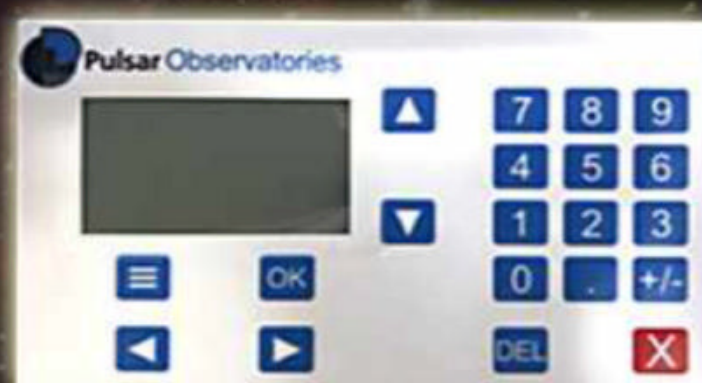 Pulsar Observatories
7 8 9
4 5 6
1 2 3
OK
0 . +/-
DEL X